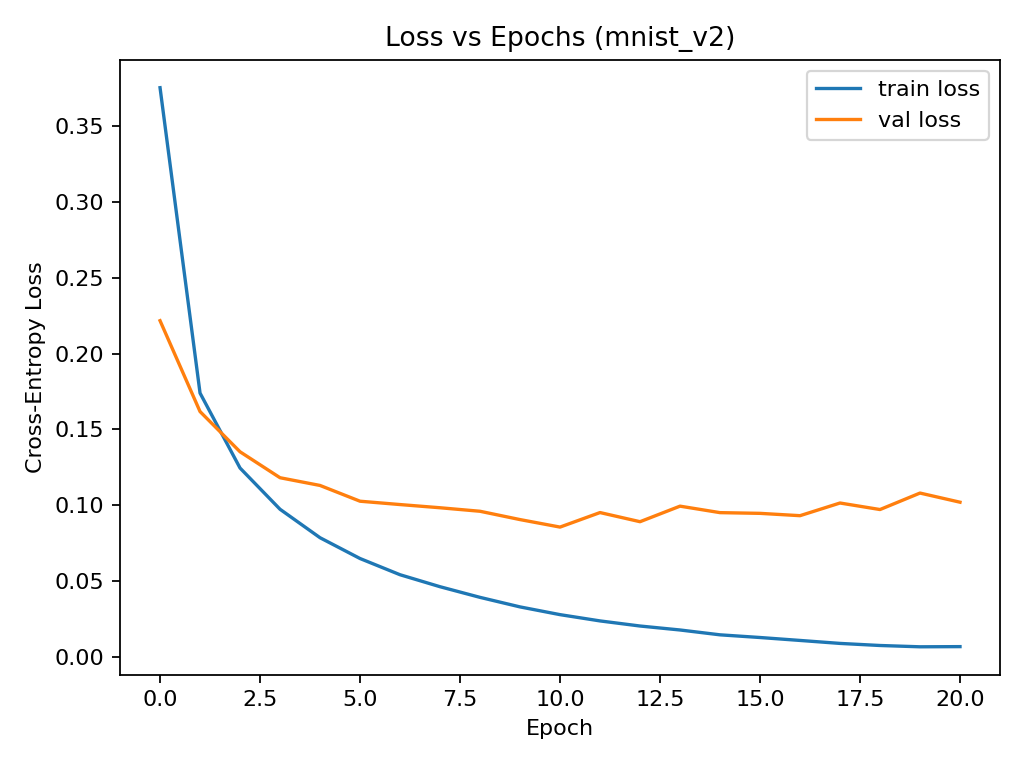 Loss vs Epochs (mnist_v2)
train loss
val loss
Cross-Entropy Loss
0.35
0.30
0.25
0.20
0.15
0.10
0.05
0.00
0.0 2.5 5.0 7.5 10.0 12.5 15.0 17.5 20.0
Epoch